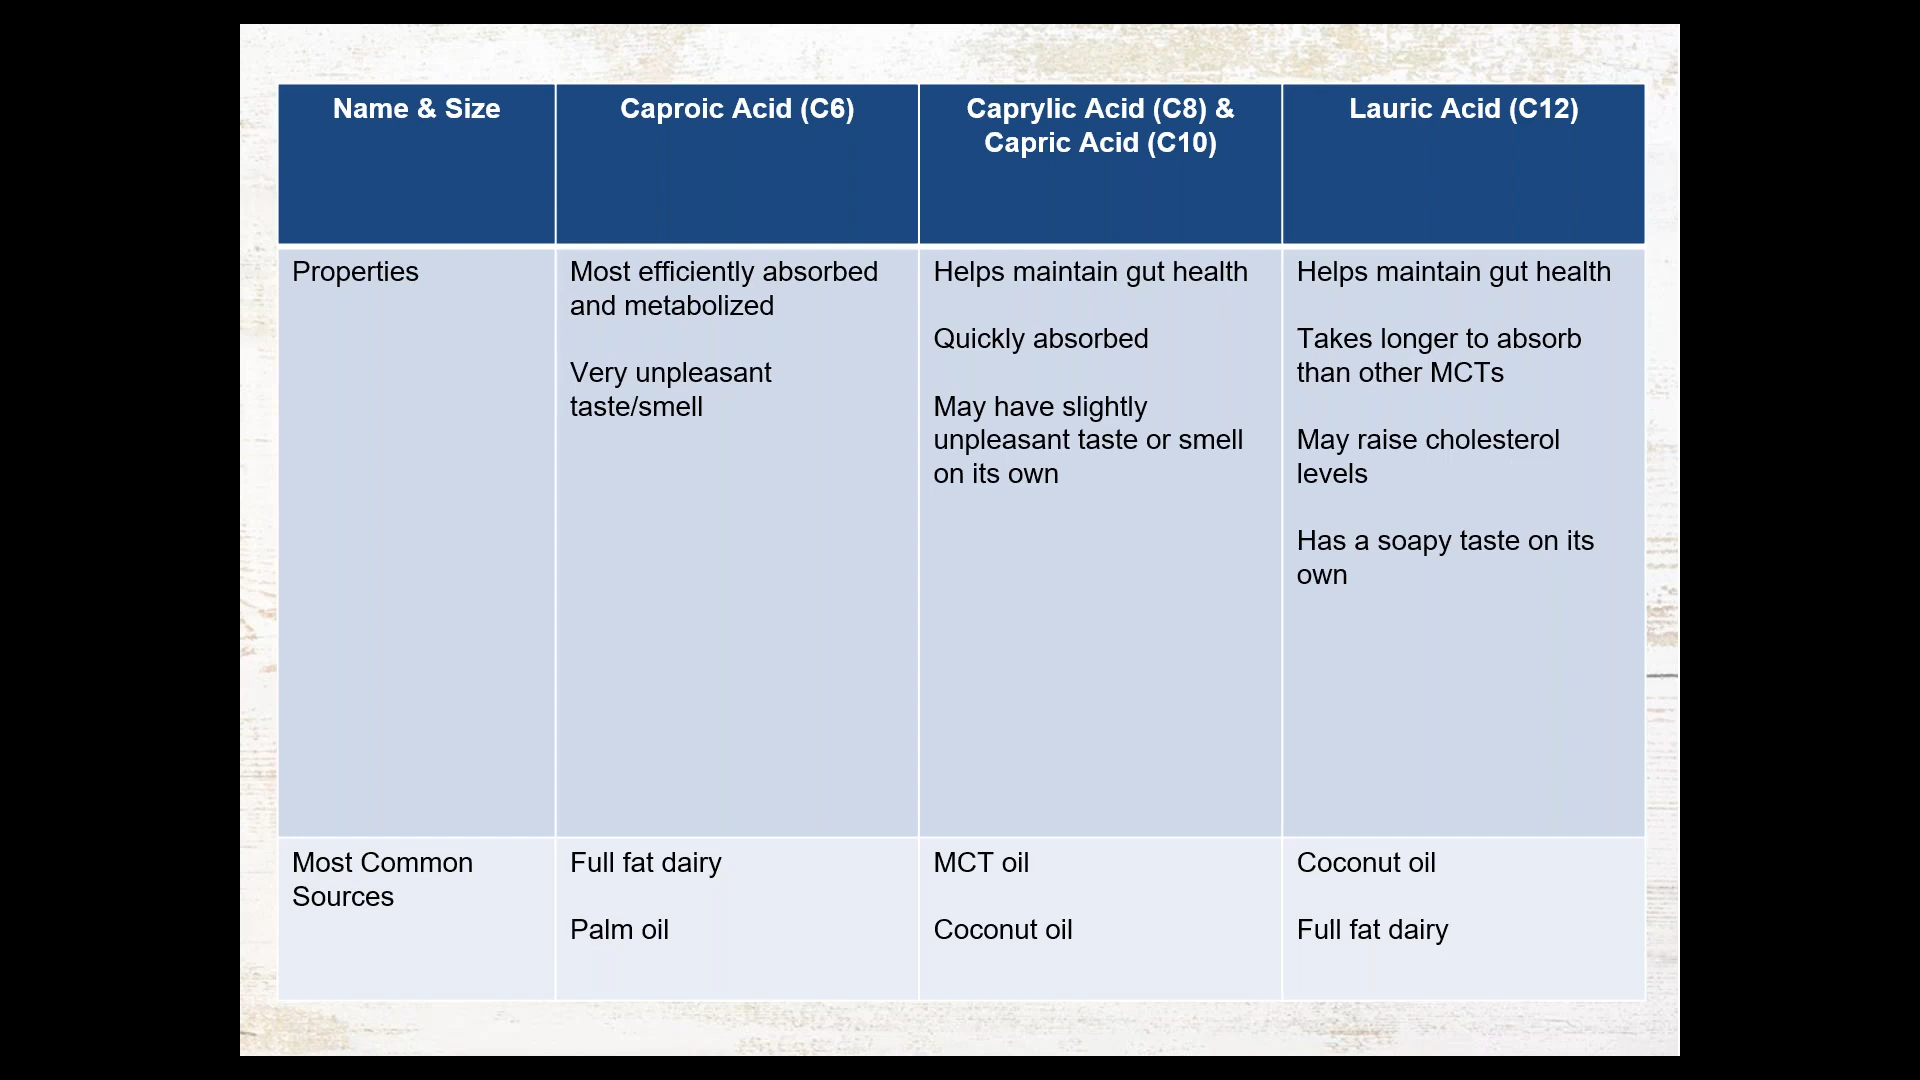 Name & Size
Caproic Acid (C6)
Caprylic Acid (C8) &
Capric Acid (C10)
Lauric Acid (C12)
Properties
Most efficiently absorbed
and metabolized
Very unpleasant
taste/smell
Helps maintain gut health
Quickly absorbed
May have slightly
unpleasant taste or smell
on its own
Helps maintain gut health
Takes longer to absorb
than other MCTs
May raise cholesterol
levels
Has a soapy taste on its
own
Most Common
Sources
Full fat dairy
Palm oil
MCT oil
Coconut oil
Coconut oil
Full fat dairy